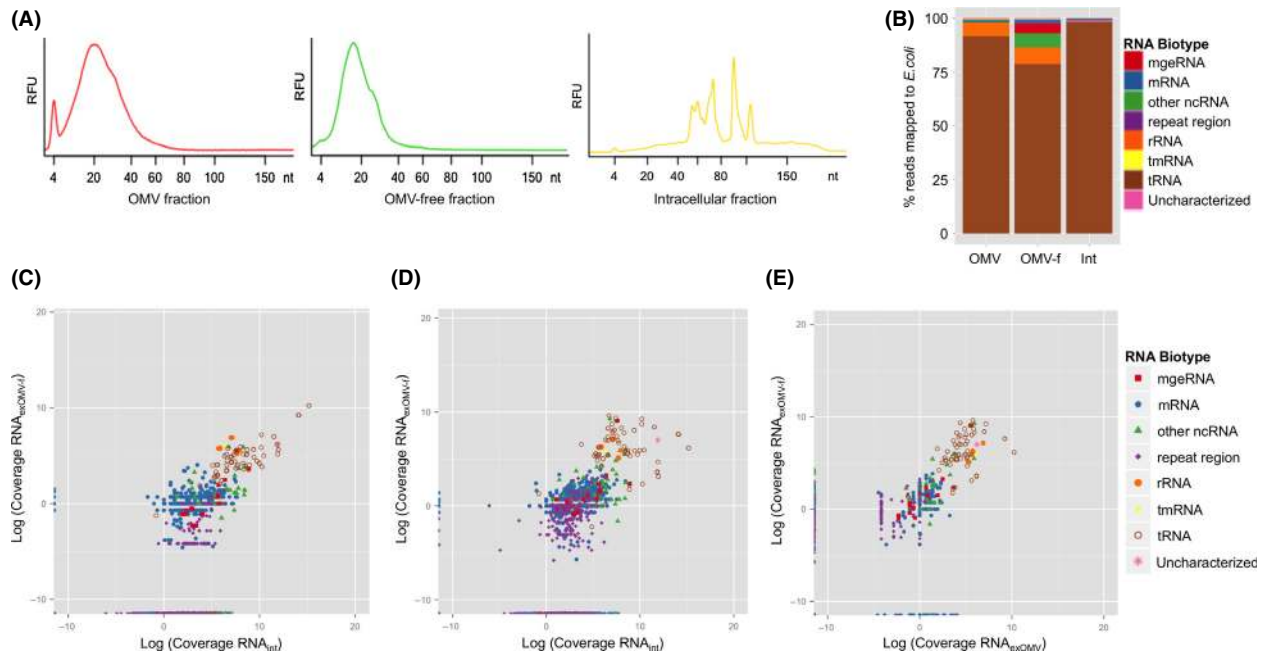 (A)
RFU
4 20 40 60 80 100 150 nt
OMV fraction
RFU
4 20 40 60 80 100 150 nt
OMV-free fraction
RFU
4 20 40 80 150 nt
Intracellular fraction
(B)
% reads mapped to E.coli
100
75
50
25
0
OMV OMV-f Int
RNA Biotype
mgeRNA
mRNA
other ncRNA
repeat region
rRNA
tmRNA
tRNA
Uncharacterized
(C)
Log (Coverage RNAexOMV-f)
20
10
0
−10
−10 0 10 20
Log (Coverage RNAint)
(D)
Log (Coverage RNAexOMV-f)
20
10
0
−10
−10 0 10 20
Log (Coverage RNAint)
(E)
Log (Coverage RNAexOMV-f)
20
10
0
−10
−10 0 10 20
Log (Coverage RNAexOMV)
RNA Biotype
mgeRNA
mRNA
other ncRNA
repeat region
rRNA
tmRNA
tRNA
Uncharacterized